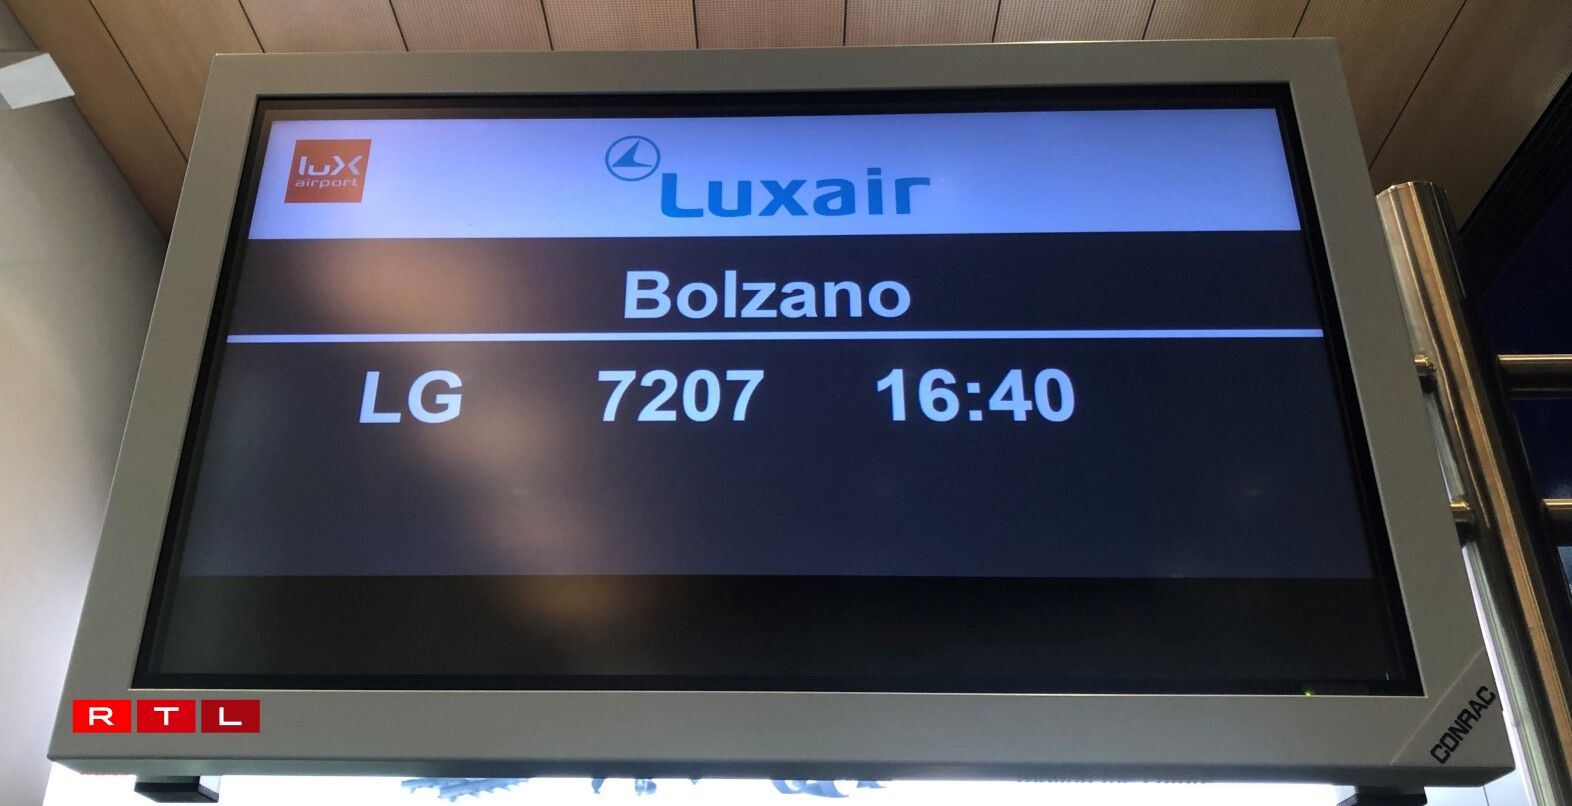 lux
airport
Luxair
Bolzano
LG 7207 16:40
RTL
CONRAC